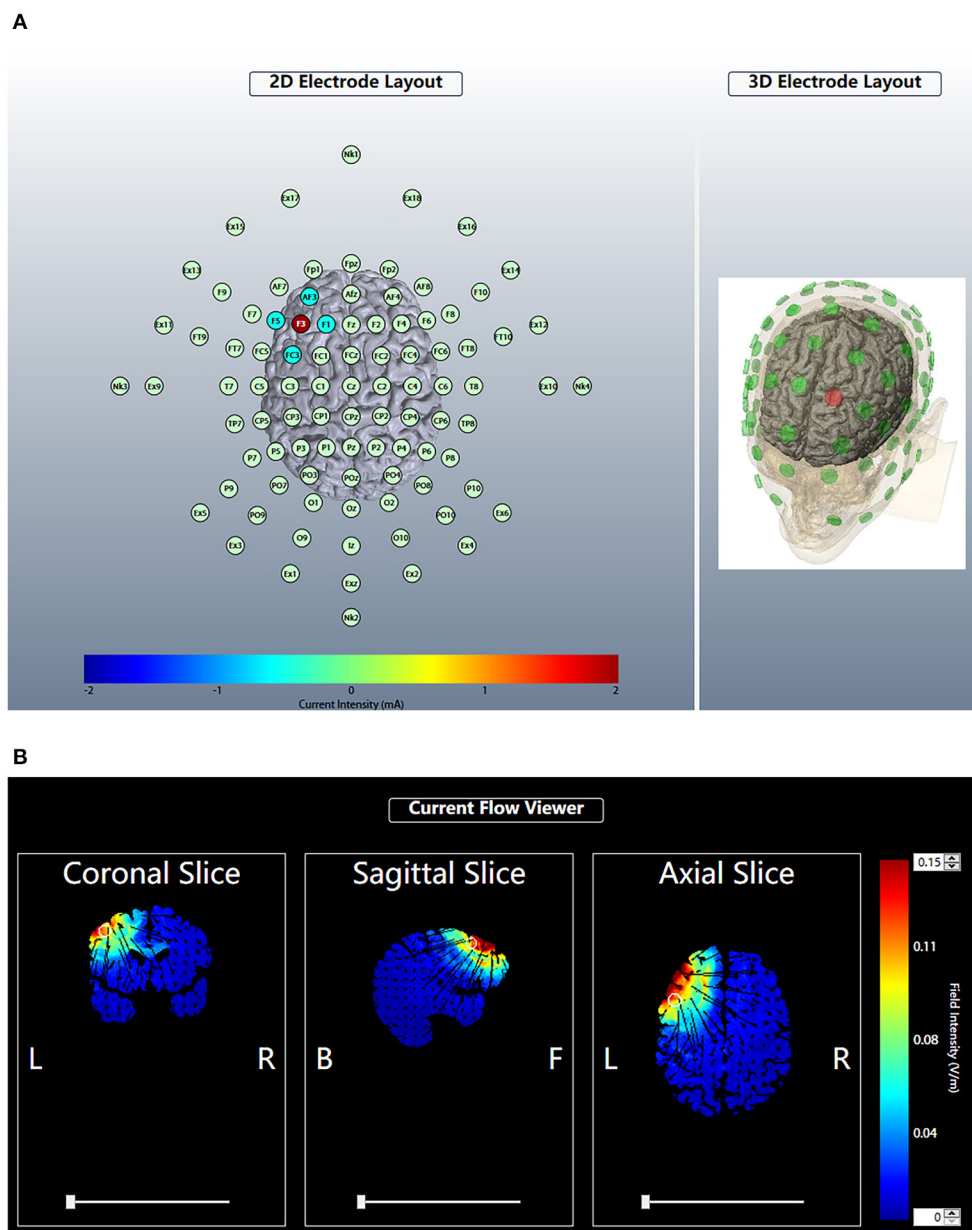 A
2D Electrode Layout
3D Electrode Layout
Nk1
Ex17 Ex18
Ex15 Ex16
Fpz
Ex13 Fp1 Fp2 Ex14
AF7 AF8
F9 AF3 Afz AF4 F10
F7 F8
Ex11 F5 F3 F1 Fz F2 F4 F6 Ex12
FT9 FT10
FT7 FC5 FC3 FC1 FCz FC2 FC4 FC6 FT8
Nk3 Ex9 T7 C5 C3 C1 Cz C2 C4 C6 T8 Ex10 Nk4
TP7 CP5 CP3 CP1 CPz CP2 CP4 CP6 TP8
P7 P5 P3 P1 Pz P2 P4 P6 P8
PO3 POz PO4
P9 PO7 PO8 P10
O1 Oz O2
Ex5 PO9 PO10 Ex6
Ex3 O9 Iz O10 Ex4
Ex1 Exz Ex2
Nk2
-2 -1 0 1 2
Current Intensity (mA)
B
Current Flow Viewer
Coronal Slice
L R
Sagittal Slice
B F
Axial Slice
L R
0.15
0.11
0.08
0.04
0
Field Intensity (V/m)